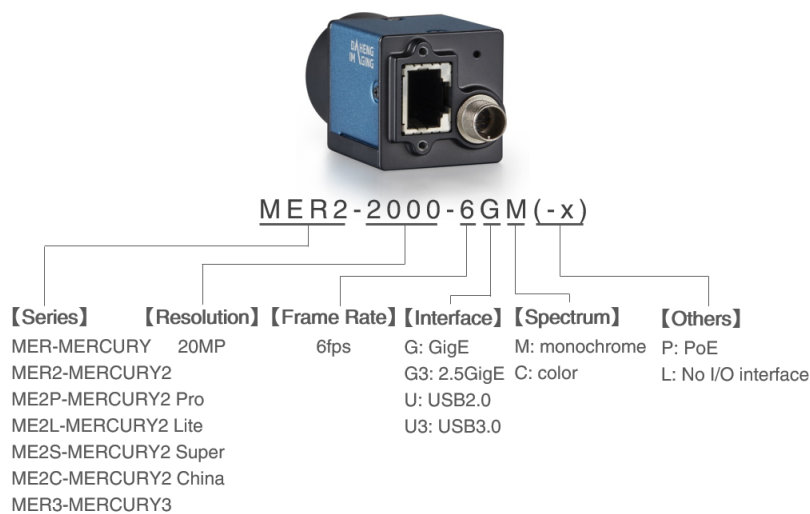 DAHENG
IMAGING
MER2-2000-6GM(-x)
【Series】 【Resolution】 【Frame Rate】 【Interface】 【Spectrum】 【Others】
MER-MERCURY 20MP 6fps G: GigE M: monochrome P: PoE
MER2-MERCURY2 G3: 2.5GigE C: color L: No I/O interface
ME2P-MERCURY2 Pro U: USB2.0
ME2L-MERCURY2 Lite U3: USB3.0
ME2S-MERCURY2 Super
ME2C-MERCURY2 China
MER3-MERCURY3